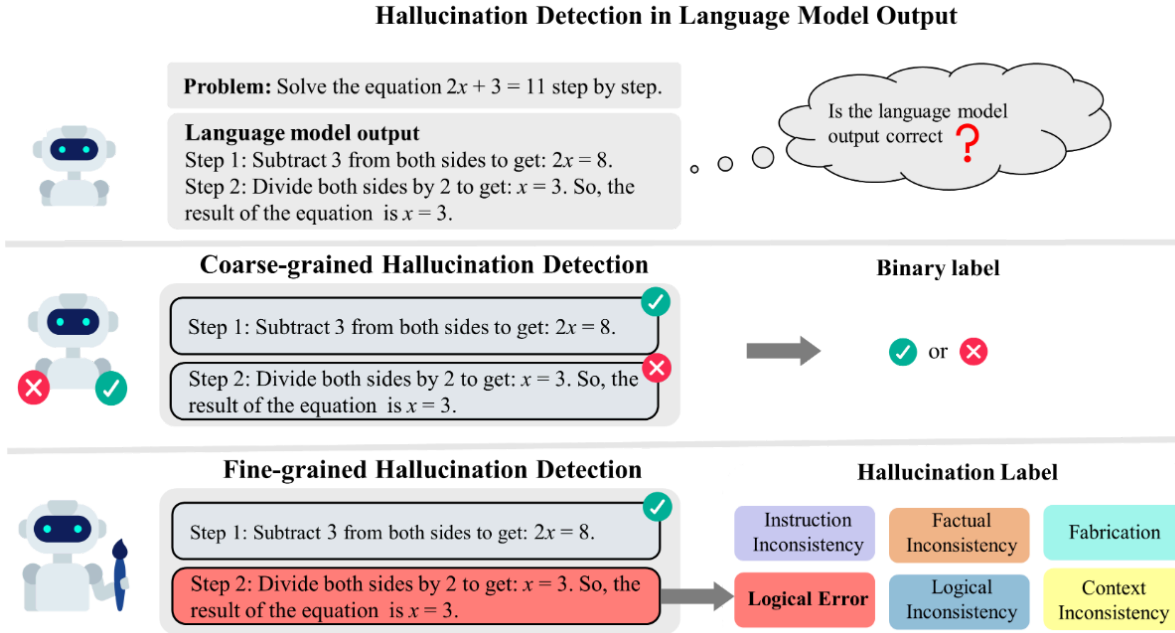 Hallucination Detection in Language Model Output
Problem: Solve the equation 2x + 3 = 11 step by step.
Language model output
Step 1: Subtract 3 from both sides to get: 2x = 8.
Step 2: Divide both sides by 2 to get: x = 3. So, the
result of the equation is x = 3.
Is the language model
output correct ?
Coarse-grained Hallucination Detection
Binary label
Step 1: Subtract 3 from both sides to get: 2x = 8.
Step 2: Divide both sides by 2 to get: x = 3. So, the
result of the equation is x = 3.
or
Fine-grained Hallucination Detection
Hallucination Label
Step 1: Subtract 3 from both sides to get: 2x = 8.
Step 2: Divide both sides by 2 to get: x = 3. So, the
result of the equation is x = 3.
Instruction
Inconsistency
Factual
Inconsistency
Fabrication
Logical Error
Logical
Inconsistency
Context
Inconsistency